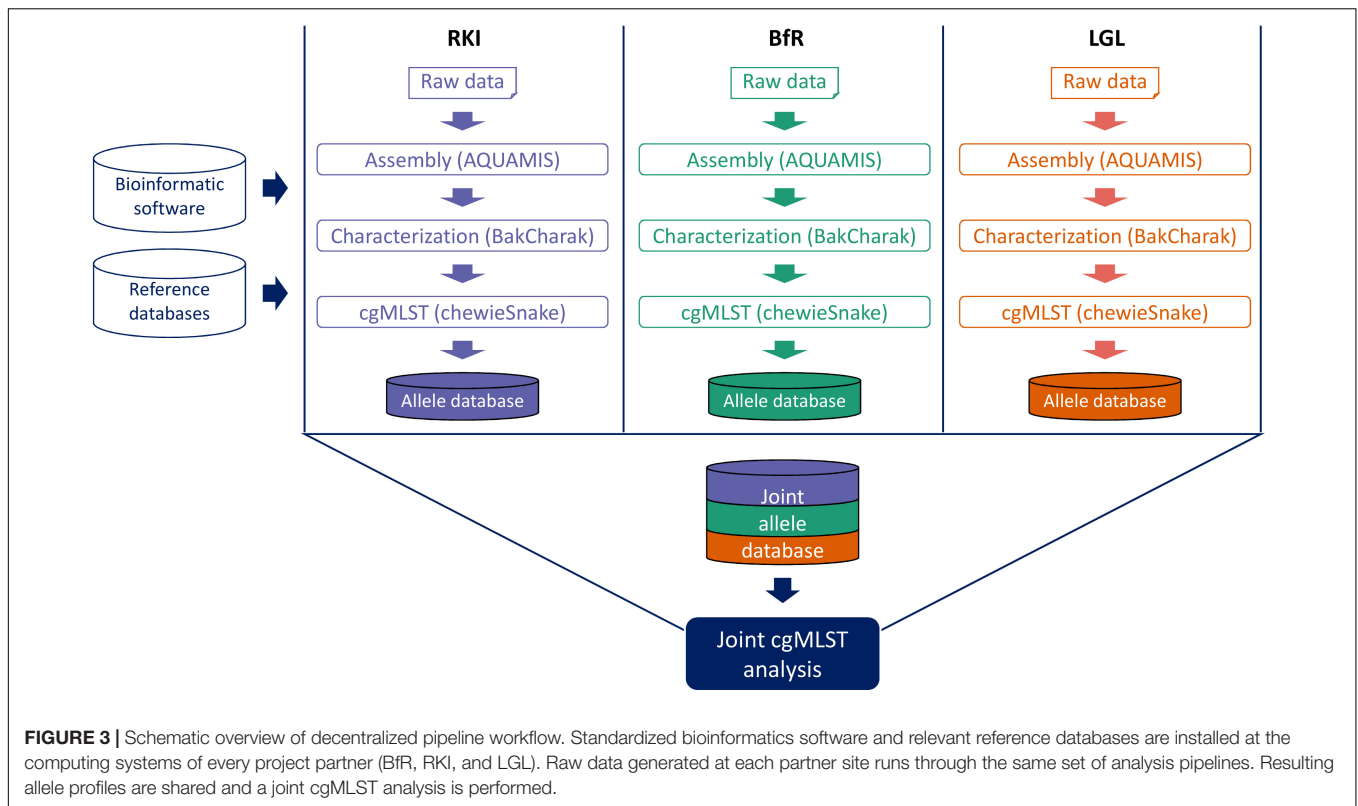 RKI
BfR
LGL
Raw data
Raw data
Raw data
Assembly (AQUAMIS)
Assembly (AQUAMIS)
Assembly (AQUAMIS)
Bioinformatic
software
Characterization (BakCharak)
Characterization (BakCharak)
Characterization (BakCharak)
Reference
databases
cgMLST (chewieSnake)
cgMLST (chewieSnake)
cgMLST (chewieSnake)
Allele database
Allele database
Allele database
Joint
allele
database
Joint cgMLST
analysis
FIGURE 3 | Schematic overview of decentralized pipeline workflow. Standardized bioinformatics software and relevant reference databases are installed at the
computing systems of every project partner (BfR, RKI, and LGL). Raw data generated at each partner site runs through the same set of analysis pipelines. Resulting
allele profiles are shared and a joint cgMLST analysis is performed.